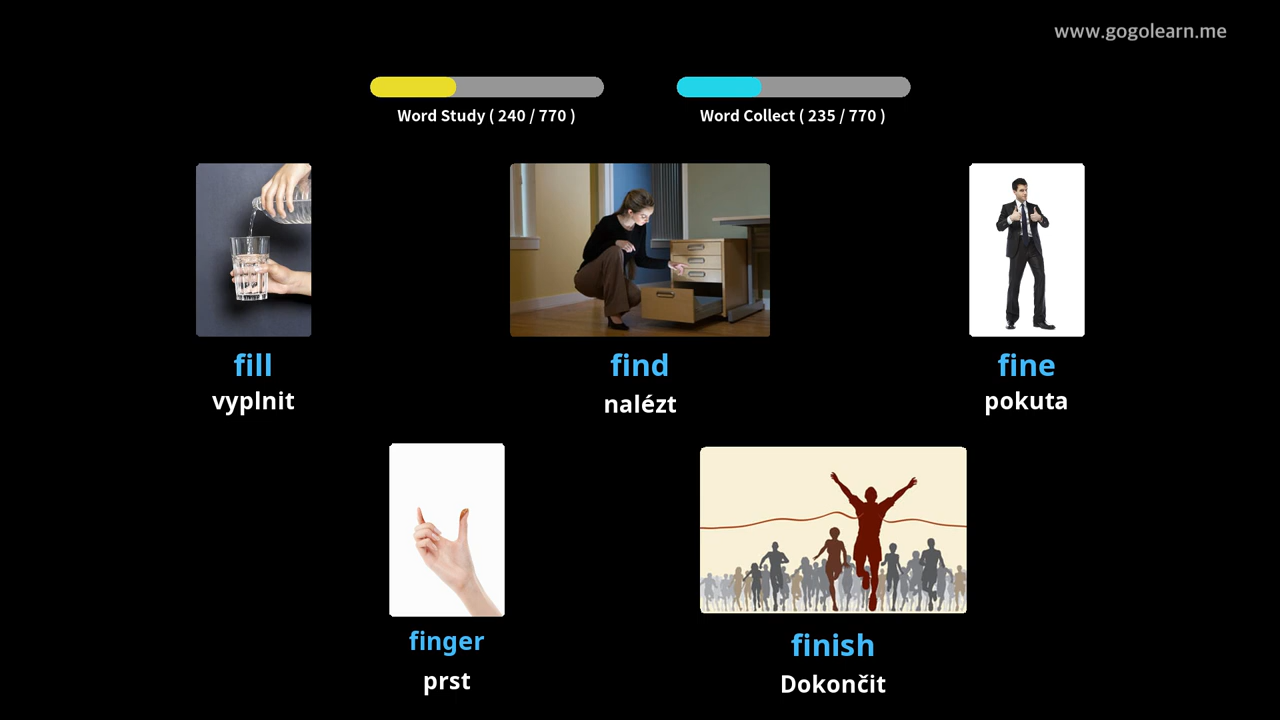 www.gogolearn.me
Word Study ( 240 / 770 )
Word Collect ( 235 / 770 )
fill
vyplnit
find
nalézt
fine
pokuta
finger
prst
finish
Dokončit